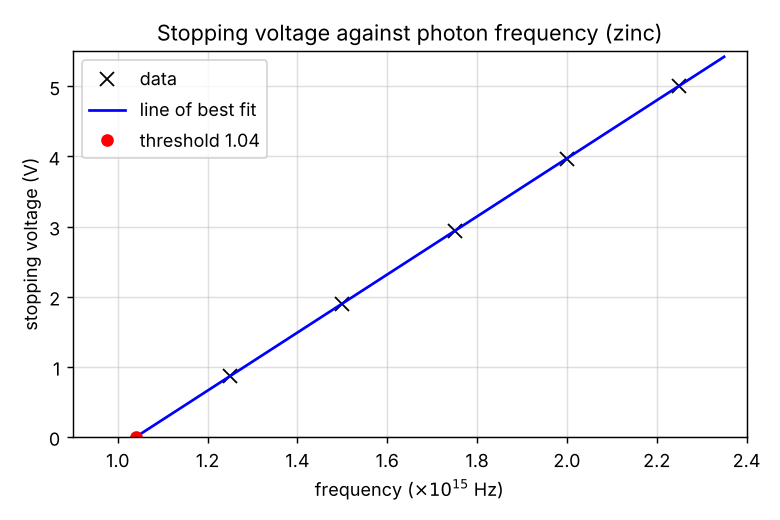 Stopping voltage against photon frequency (zinc)
data
line of best fit
threshold 1.04
stopping voltage (V)
5
4
3
2
1
0
1.0 1.2 1.4 1.6 1.8 2.0 2.2 2.4
frequency (×10¹⁵ Hz)